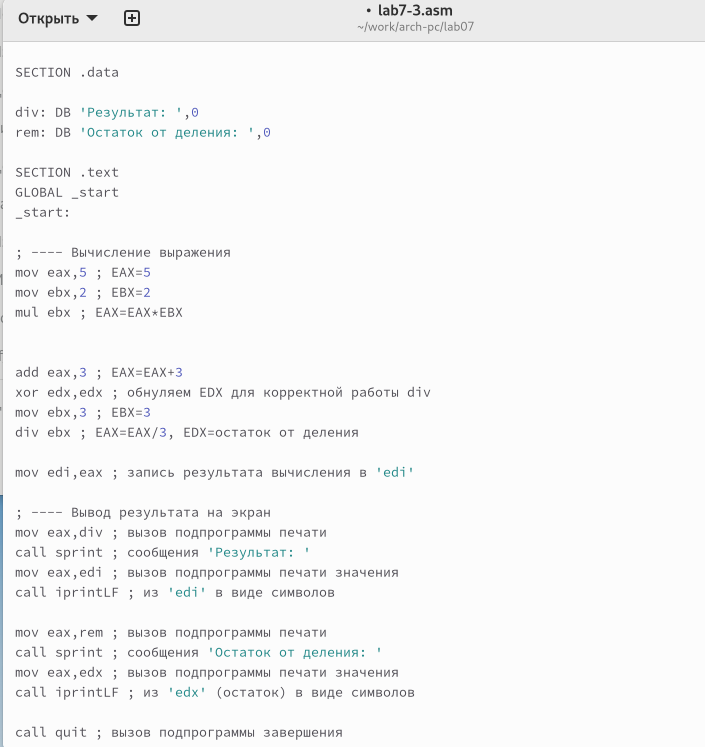 Открыть
• lab7-3.asm
~/work/arch-pc/lab07
SECTION .data
div: DB 'Результат: ',0
rem: DB 'Остаток от деления: ',0
SECTION .text
GLOBAL _start
_start:
; ---- Вычисление выражения
mov eax,5 ; EAX=5
mov ebx,2 ; EBX=2
mul ebx ; EAX=EAX*EBX
add eax,3 ; EAX=EAX+3
xor edx,edx ; обнуляем EDX для корректной работы div
mov ebx,3 ; EBX=3
div ebx ; EAX=EAX/3, EDX=остаток от деления
mov edi,eax ; запись результата вычисления в 'edi'
; ---- Вывод результата на экран
mov eax,div ; вызов подпрограммы печати
call sprint ; сообщения 'Результат: '
mov eax,edi ; вызов подпрограммы печати значения
call iprintLF ; из 'edi' в виде символов
mov eax,rem ; вызов подпрограммы печати
call sprint ; сообщения 'Остаток от деления: '
mov eax,edx ; вызов подпрограммы печати значения
call iprintLF ; из 'edx' (остаток) в виде символов
call quit ; вызов подпрограммы завершения